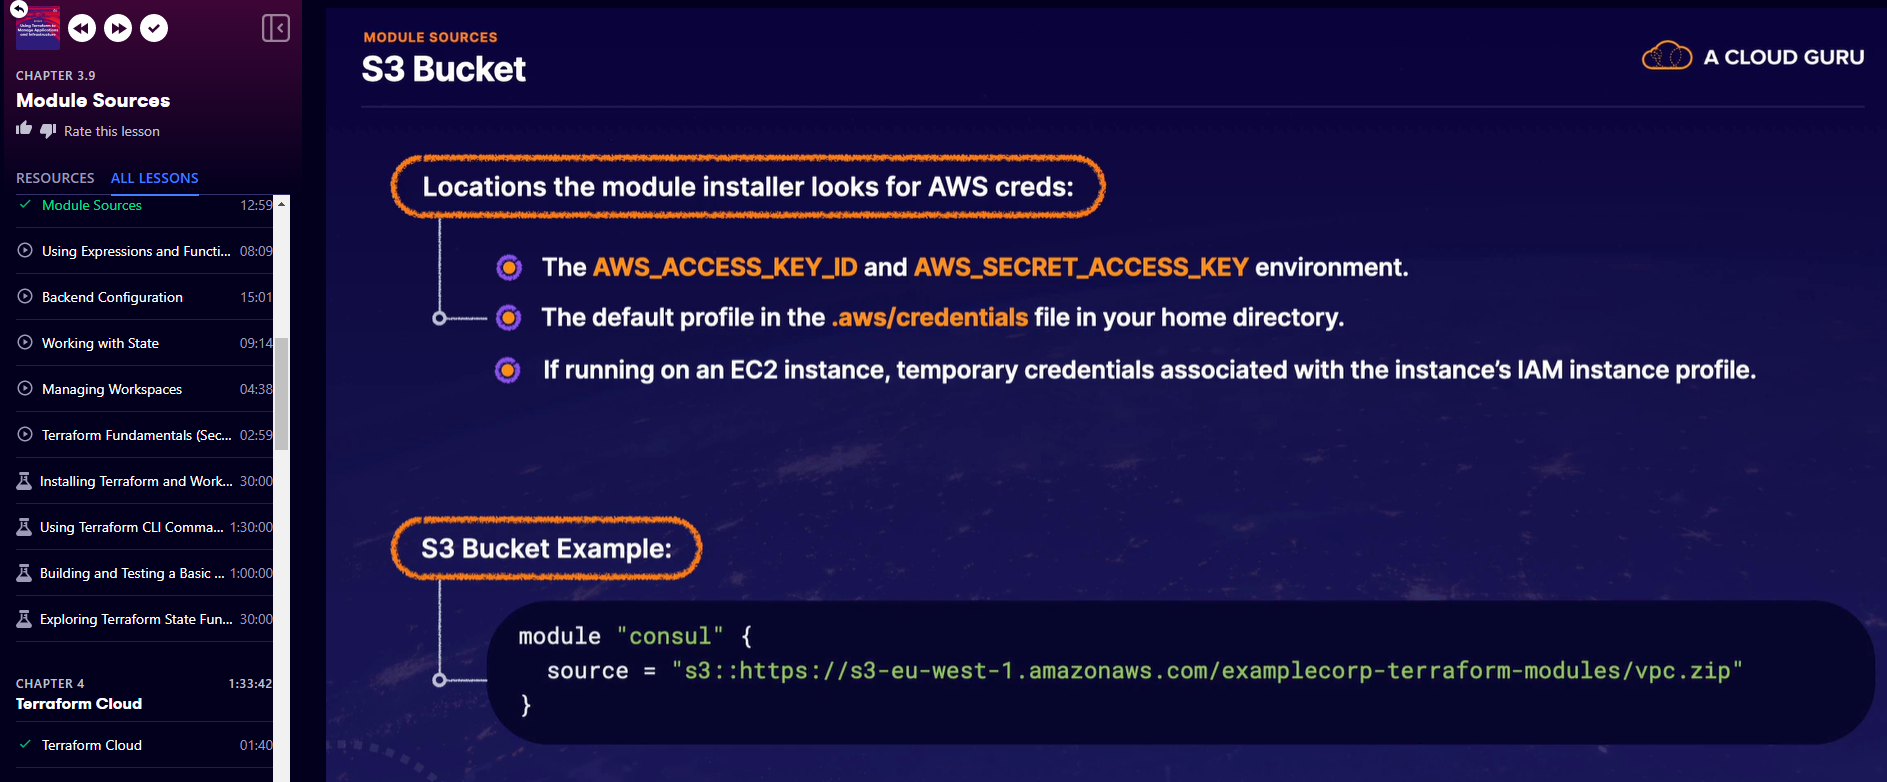 Using Terraform to
Manage Applications
and Infrastructure
CHAPTER 3.9
Module Sources
Rate this lesson
RESOURCES
ALL LESSONS
Module Sources 12:59
Using Expressions and Functi... 08:09
Backend Configuration 15:01
Working with State 09:14
Managing Workspaces 04:38
Terraform Fundamentals (Sec... 02:59
Installing Terraform and Work... 30:00
Using Terraform CLI Comma... 1:30:00
Building and Testing a Basic ... 1:00:00
Exploring Terraform State Fun... 30:00
CHAPTER 4 1:33:42
Terraform Cloud
Terraform Cloud 01:40
MODULE SOURCES
S3 Bucket
A CLOUD GURU
Locations the module installer looks for AWS creds:
The AWS_ACCESS_KEY_ID and AWS_SECRET_ACCESS_KEY environment.
The default profile in the .aws/credentials file in your home directory.
If running on an EC2 instance, temporary credentials associated with the instance’s IAM instance profile.
S3 Bucket Example:
module "consul" {
source = "s3::https://s3-eu-west-1.amazonaws.com/examplecorp-terraform-modules/vpc.zip"
}